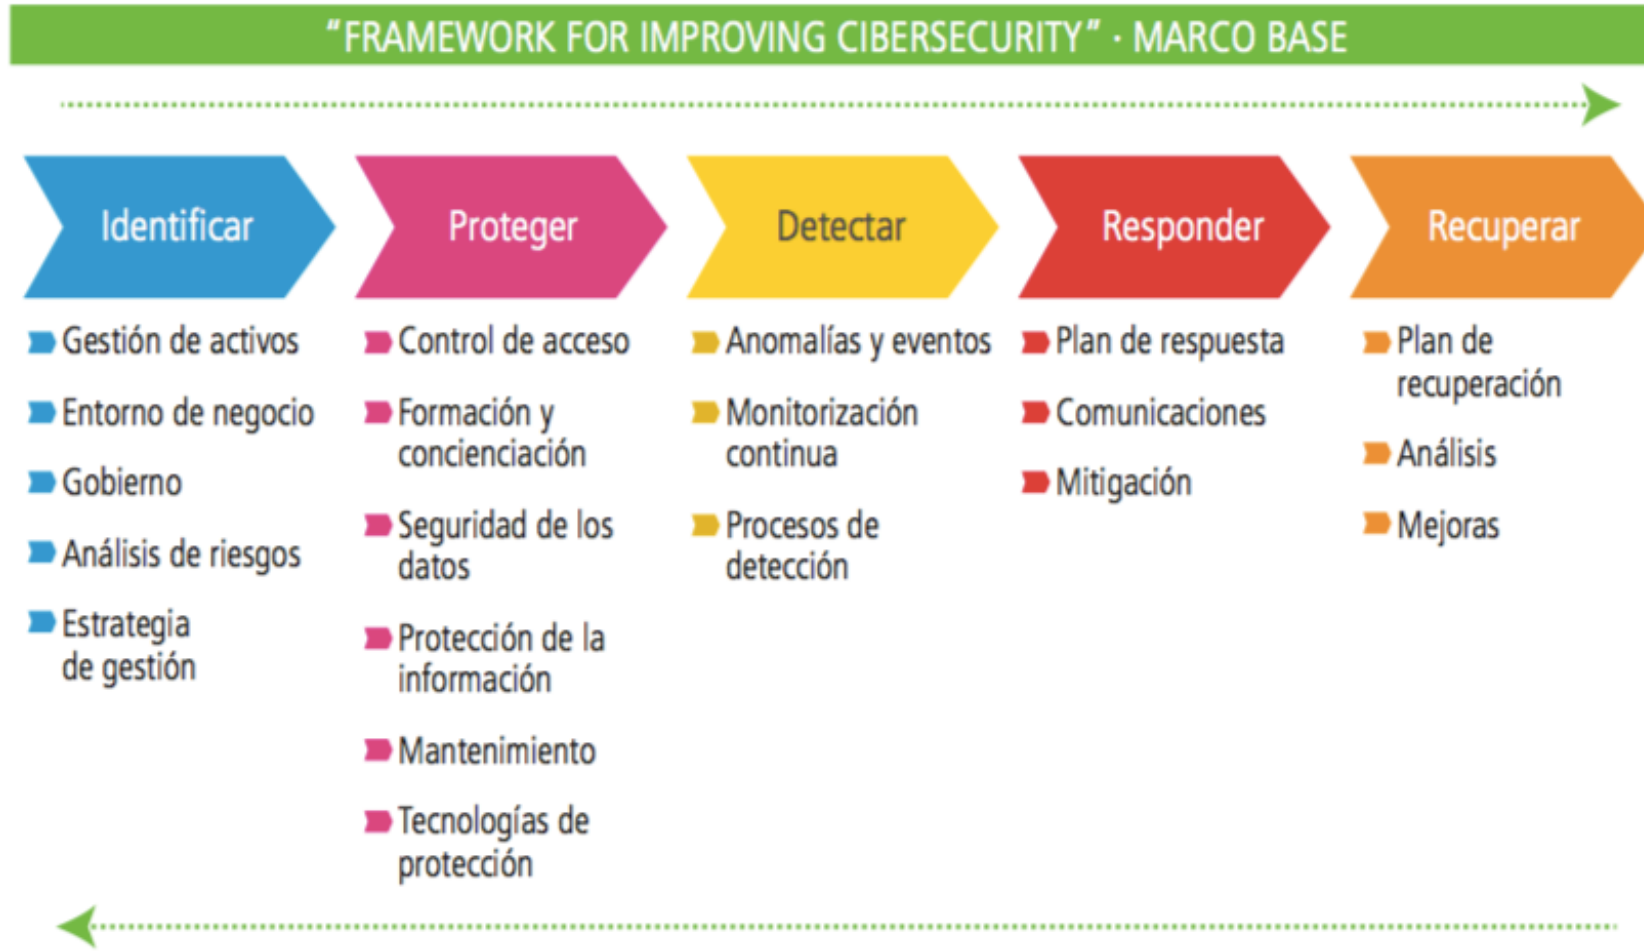 “FRAMEWORK FOR IMPROVING CIBERSECURITY” · MARCO BASE
Identificar
Gestión de activos
Entorno de negocio
Gobierno
Análisis de riesgos
Estrategia
de gestión
Proteger
Control de acceso
Formación y
concienciación
Seguridad de los
datos
Protección de la
información
Mantenimiento
Tecnologías de
protección
Detectar
Anomalías y eventos
Monitorización
continua
Procesos de
detección
Responder
Plan de respuesta
Comunicaciones
Mitigación
Recuperar
Plan de
recuperación
Análisis
Mejoras